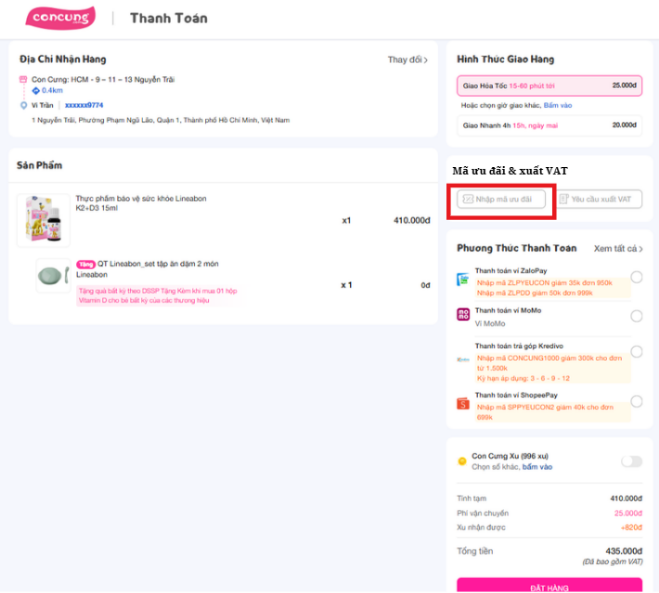 concung
Thanh Toán
Địa Chỉ Nhận Hàng
Thay đổi >
Con Cưng: HCM - 9 – 11 – 13 Nguyễn Trãi
0.4km
Vi Trần | xxxxxx9774
1 Nguyễn Trãi, Phường Phạm Ngũ Lão, Quận 1, Thành phố Hồ Chí Minh, Việt Nam
Sản Phẩm
Thực phẩm bảo vệ sức khỏe Lineabon
K2+D3 15ml
x1
410.000đ
Tặng QT Lineabon_set tập ăn dặm 2 món
Lineabon
Tặng quà bất kỳ theo DSSP Tặng Kèm khi mua 01 hộp
Vitamin D cho bé bất kỳ của các thương hiệu
x 1
0đ
Hình Thức Giao Hàng
Giao Hỏa Tốc 15-60 phút tới
25.000đ
Hoặc chọn giờ giao khác, Bấm vào
Giao Nhanh 4h 15h, ngày mai
20.000đ
Mã ưu đãi & xuất VAT
Nhập mã ưu đãi
Yêu cầu xuất VAT
Phương Thức Thanh Toán
Xem tất cả >
Thanh toán ví ZaloPay
Nhập mã ZLPYEUCON giảm 35k đơn 950k
Nhập mã ZLPDD giảm 50k đơn 999k
Thanh toán ví MoMo
Ví MoMo
Thanh toán trả góp Kredivo
Nhập mã CONCUNG1000 giảm 300k cho đơn
từ 1,500k
Kỳ hạn áp dụng: 3 - 6 - 9 - 12
Thanh toán ví ShopeePay
Nhập mã SPPYEUCON2 giảm 40k cho đơn
699k
Con Cưng Xu (996 xu)
Chọn số khác, bấm vào
Tính tạm
410.000đ
Phí vận chuyển
25.000đ
Xu nhận được
+820đ
Tổng tiền
435.000đ
(Đã bao gồm VAT)
ĐẶT HÀNG